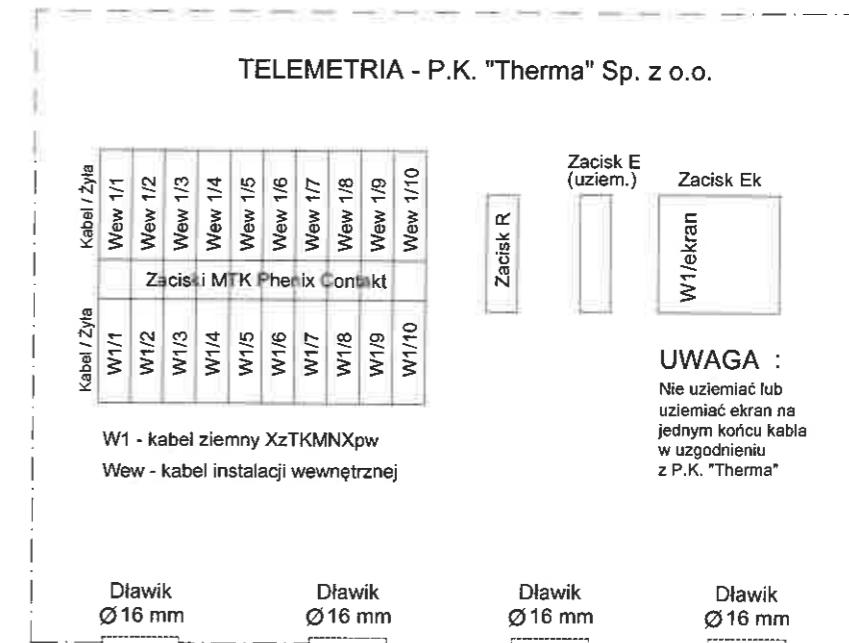 TELEMETRIA - P.K. "Therma" Sp. z o.o.
Kabel / Żyła
Wew 1/1
Wew 1/2
Wew 1/3
Wew 1/4
Wew 1/5
Wew 1/6
Wew 1/7
Wew 1/8
Wew 1/9
Wew 1/10
Zaciski MTK Phenix Contakt
Kabel / Żyła
W1/1
W1/2
W1/3
W1/4
W1/5
W1/6
W1/7
W1/8
W1/9
W1/10
Zacisk R
Zacisk E
(uziem.)
Zacisk Ek
W1/ekran
UWAGA :
Nie uziemiać lub
uziemiać ekran na
jednym końcu kabla
w uzgodnieniu
z P.K. "Therma"
W1 - kabel ziemny XzTKMNXpw
Wew - kabel instalacji wewnętrznej
Dławik
Ø 16 mm
Dławik
Ø 16 mm
Dławik
Ø 16 mm
Dławik
Ø 16 mm